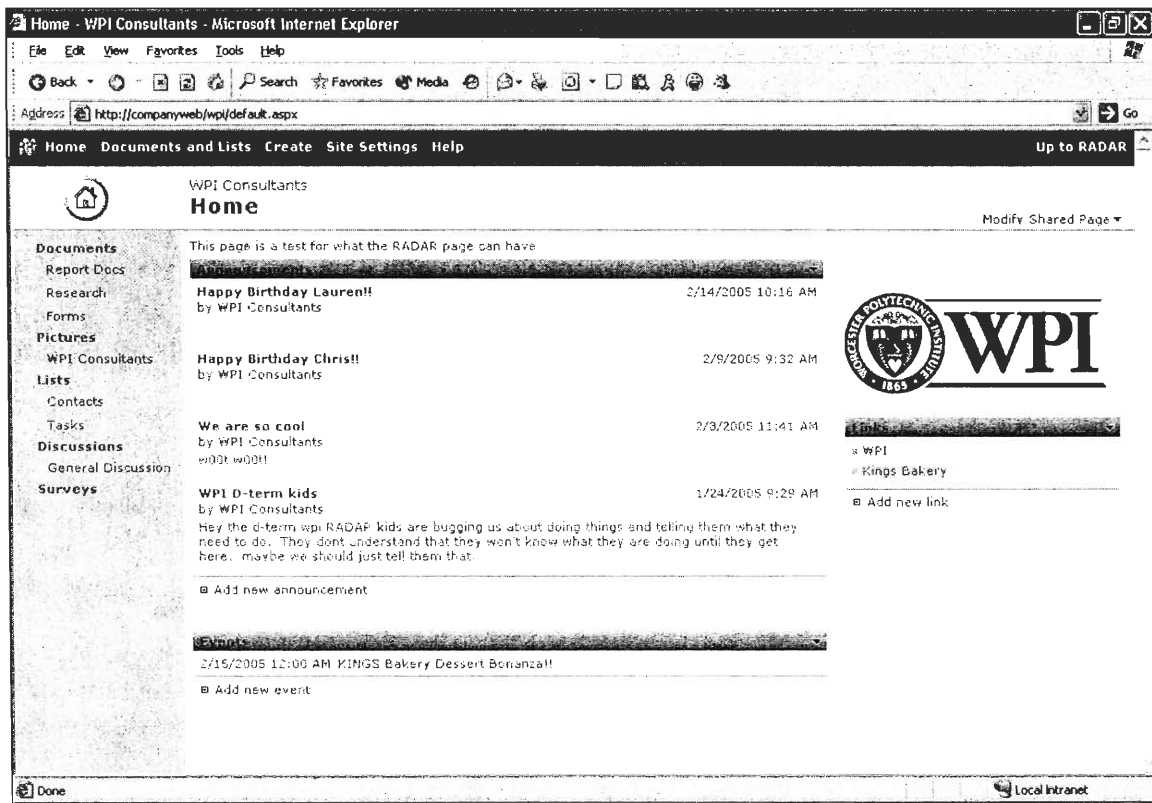 Home - WPI Consultants - Microsoft Internet Explorer
File Edit View Favorites Tools Help
Back Search Favorites Media
Address http://companyweb/wpi/default.aspx Go
Home Documents and Lists Create Site Settings Help Up to RADAR
WPI Consultants
Home
Modify Shared Page
Documents
Report Docs
Research
Forms
Pictures
WPI Consultants
Lists
Contacts
Tasks
Discussions
General Discussion
Surveys
This page is a test for what the RADAR page can have
Announcements
Happy Birthday Lauren!! 2/14/2005 10:16 AM
by WPI Consultants
Happy Birthday Chris!! 2/9/2005 9:32 AM
by WPI Consultants
We are so cool 2/3/2005 11:41 AM
by WPI Consultants
w00t w00t!
WPI D-term kids 1/24/2005 9:29 AM
by WPI Consultants
Hey the d-term wpi RADAR kids are bugging us about doing things and telling them what they
need to do. They dont understand that they won't know what they are doing until they get
here. maybe we should just tell them that.
Add new announcement
Events
2/15/2005 12:00 AM KINGS Bakery Dessert Bonanza!!
Add new event
WORCESTER POLYTECHNIC INSTITUTE
1865
WPI
Links
WPI
Kings Bakery
Add new link
Done
Local intranet